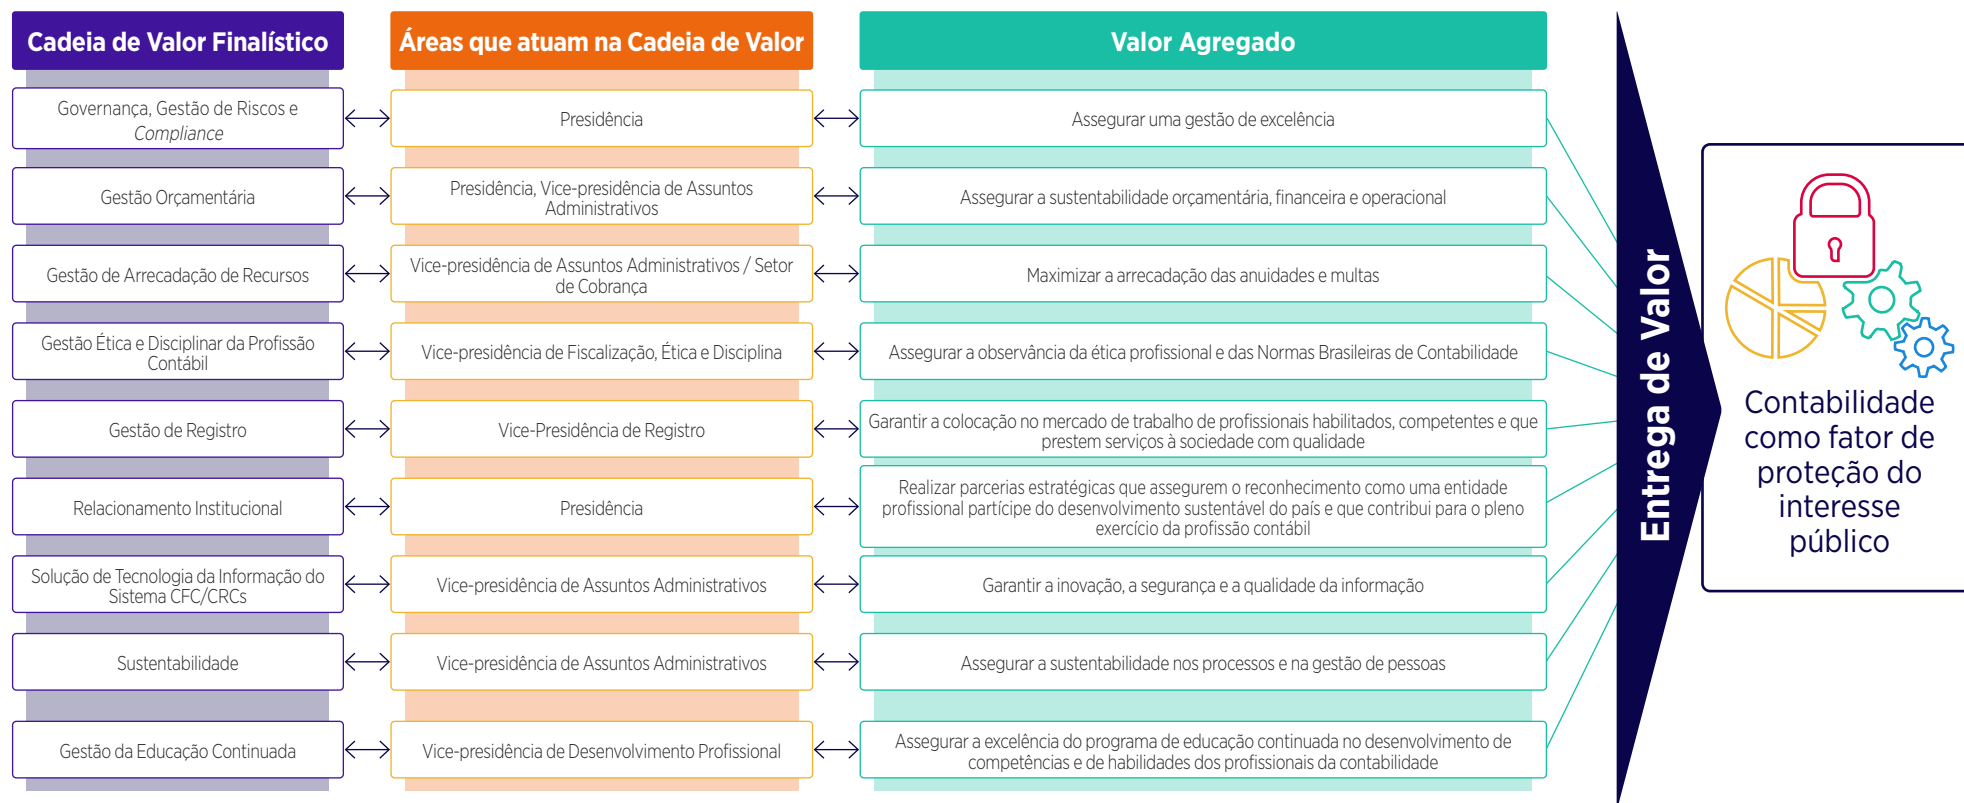 Cadeia de Valor Finalístico
Áreas que atuam na Cadeia de Valor
Valor Agregado
Governança, Gestão de Riscos e
Compliance
Presidência
Assegurar uma gestão de excelência
Gestão Orçamentária
Presidência, Vice-presidência de Assuntos
Administrativos
Assegurar a sustentabilidade orçamentária, financeira e operacional
Gestão de Arrecadação de Recursos
Vice-presidência de Assuntos Administrativos / Setor
de Cobrança
Maximizar a arrecadação das anuidades e multas
Gestão Ética e Disciplinar da Profissão
Contábil
Vice-presidência de Fiscalização, Ética e Disciplina
Assegurar a observância da ética profissional e das Normas Brasileiras de Contabilidade
Gestão de Registro
Vice-Presidência de Registro
Garantir a colocação no mercado de trabalho de profissionais habilitados, competentes e que
prestem serviços à sociedade com qualidade
Relacionamento Institucional
Presidência
Realizar parcerias estratégicas que assegurem o reconhecimento como uma entidade
profissional partícipe do desenvolvimento sustentável do país e que contribui para o pleno
exercício da profissão contábil
Solução de Tecnologia da Informação do
Sistema CFC/CRCs
Vice-presidência de Assuntos Administrativos
Garantir a inovação, a segurança e a qualidade da informação
Sustentabilidade
Vice-presidência de Assuntos Administrativos
Assegurar a sustentabilidade nos processos e na gestão de pessoas
Gestão da Educação Continuada
Vice-presidência de Desenvolvimento Profissional
Assegurar a excelência do programa de educação continuada no desenvolvimento de
competências e de habilidades dos profissionais da contabilidade
Entrega de Valor
Contabilidade
como fator de
proteção do
interesse
público